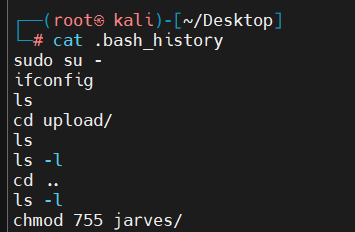 ┌──(root㉿ kali)-[~/Desktop]
└─# cat .bash_history
sudo su -
ifconfig
ls
cd upload/
ls
ls -l
cd ..
ls -l
chmod 755 jarves/